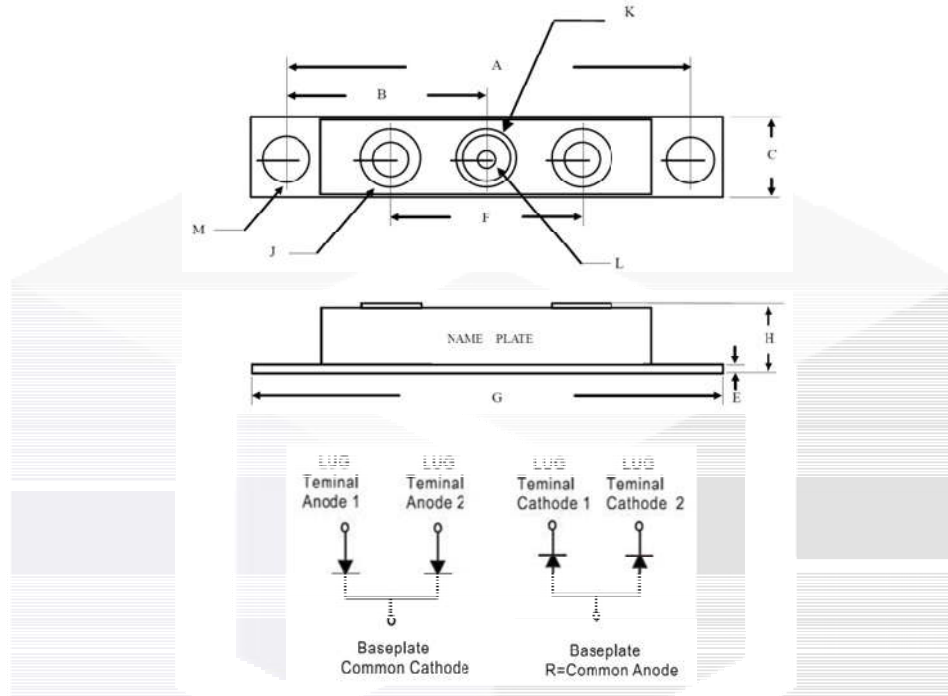 K
A
B
C
F
M
J
L
NAME PLATE
H
E
G
LUG LUG LUG LUG
Teminal Teminal Teminal Teminal
Anode 1 Anode 2 Cathode 1 Cathode 2
Baseplate Baseplate
Common Cathode R=Common Anode